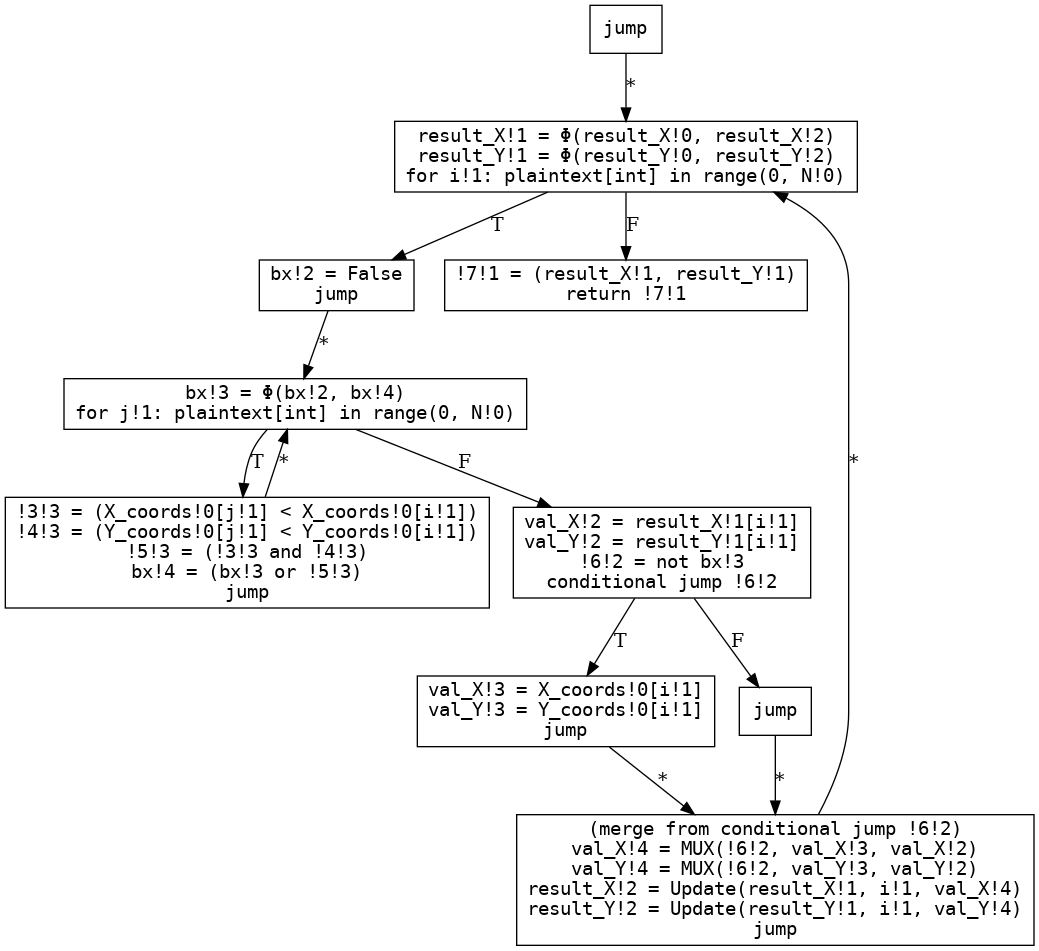 jump
*
result_X!1 = Φ(result_X!0, result_X!2)
result_Y!1 = Φ(result_Y!0, result_Y!2)
for i!1: plaintext[int] in range(0, N!0)
T
F
bx!2 = False
jump
!7!1 = (result_X!1, result_Y!1)
return !7!1
*
bx!3 = Φ(bx!2, bx!4)
for j!1: plaintext[int] in range(0, N!0)
T
*
F
*
!3!3 = (X_coords!0[j!1] < X_coords!0[i!1])
!4!3 = (Y_coords!0[j!1] < Y_coords!0[i!1])
!5!3 = (!3!3 and !4!3)
bx!4 = (bx!3 or !5!3)
jump
val_X!2 = result_X!1[i!1]
val_Y!2 = result_Y!1[i!1]
!6!2 = not bx!3
conditional jump !6!2
T
F
val_X!3 = X_coords!0[i!1]
val_Y!3 = Y_coords!0[i!1]
jump
jump
*
*
(merge from conditional jump !6!2)
val_X!4 = MUX(!6!2, val_X!3, val_X!2)
val_Y!4 = MUX(!6!2, val_Y!3, val_Y!2)
result_X!2 = Update(result_X!1, i!1, val_X!4)
result_Y!2 = Update(result_Y!1, i!1, val_Y!4)
jump